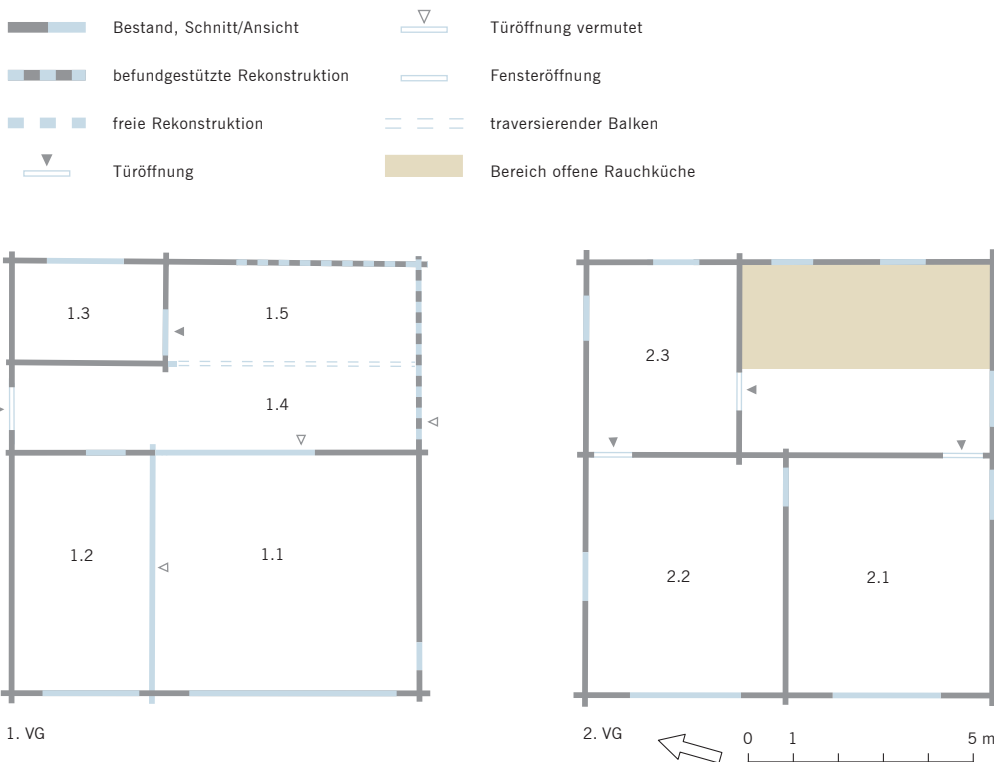 Bestand, Schnitt/Ansicht
befundgestützte Rekonstruktion
freie Rekonstruktion
Türöffnung
Türöffnung vermutet
Fensteröffnung
traversierender Balken
Bereich offene Rauchküche
1.3
1.5
1.4
1.2
1.1
1. VG
2.3
2.2
2.1
2. VG
0 1 5 m